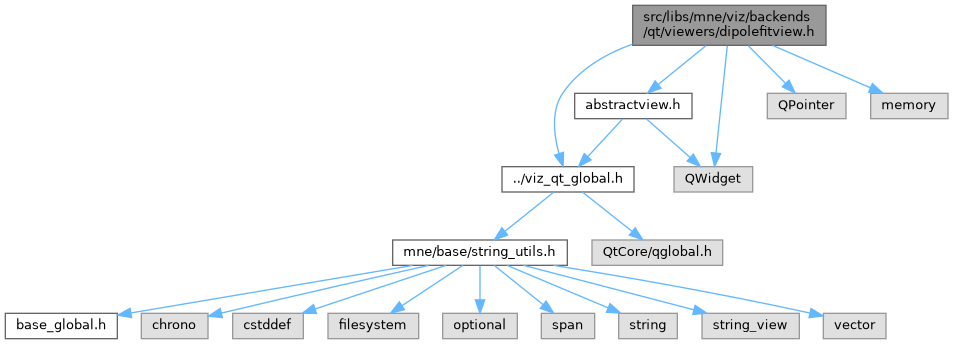 src/libs/mne/viz/backends
/qt/viewers/dipolefitview.h
abstractview.h
QPointer
memory
../viz_qt_global.h
QWidget
mne/base/string_utils.h
QtCore/qglobal.h
base_global.h
chrono
cstddef
filesystem
optional
span
string
string_view
vector